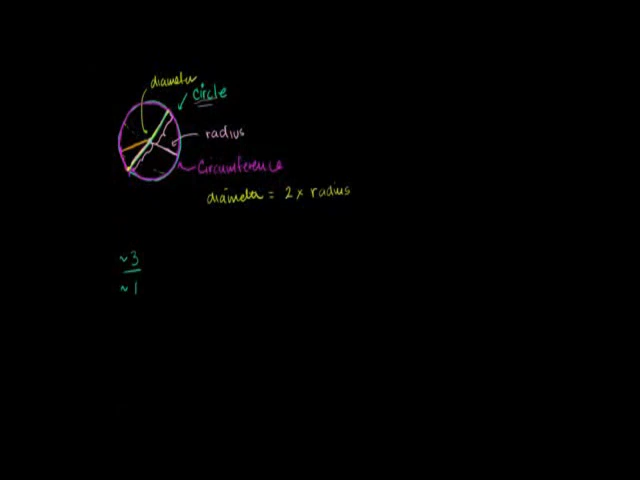 diameter
circle
radius
Circumference
diameter = 2 × radius
~3
~1